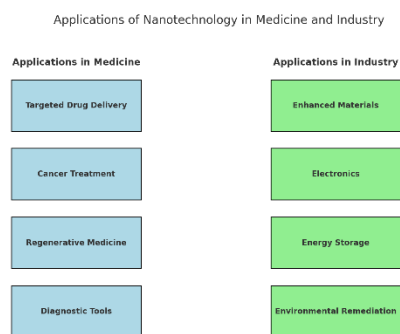 Applications of Nanotechnology in Medicine and Industry
Applications in Medicine
Applications in Industry
Targeted Drug Delivery
Enhanced Materials
Cancer Treatment
Electronics
Regenerative Medicine
Energy Storage
Diagnostic Tools
Environmental Remediation